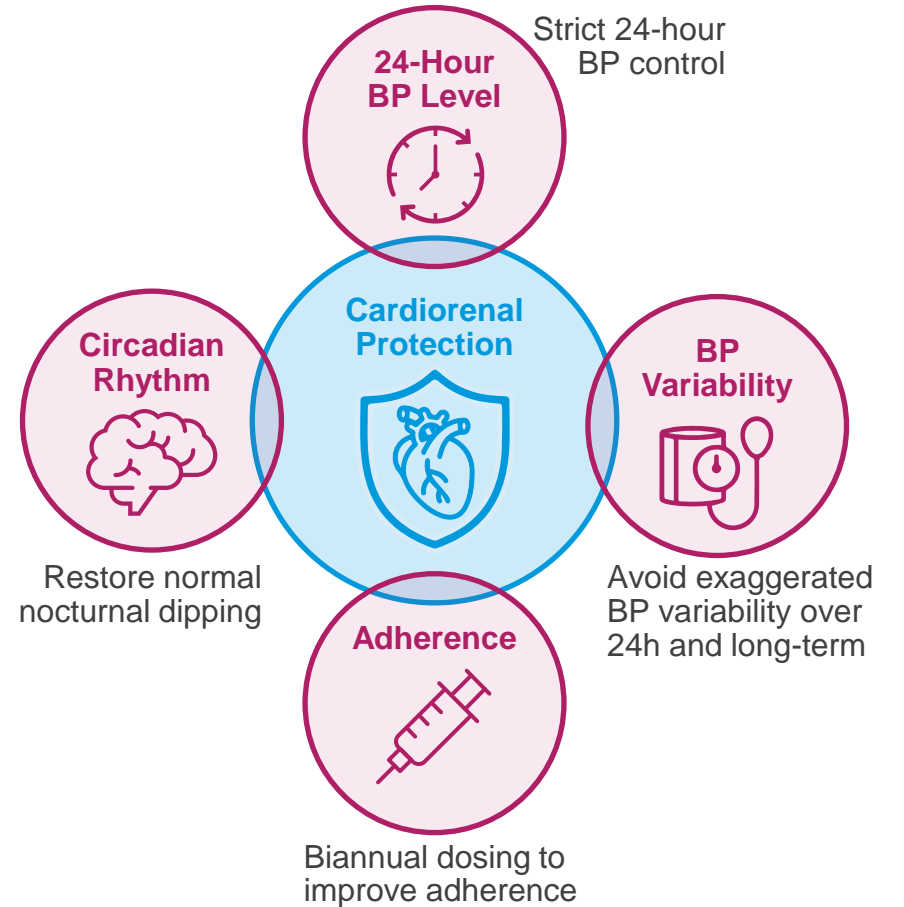 Strict 24-hour
BP control
24-Hour
BP Level
Cardiorenal
Protection
Circadian
Rhythm
BP
Variability
Restore normal
nocturnal dipping
Avoid exaggerated
BP variability over
24h and long-term
Adherence
Biannual dosing to
improve adherence